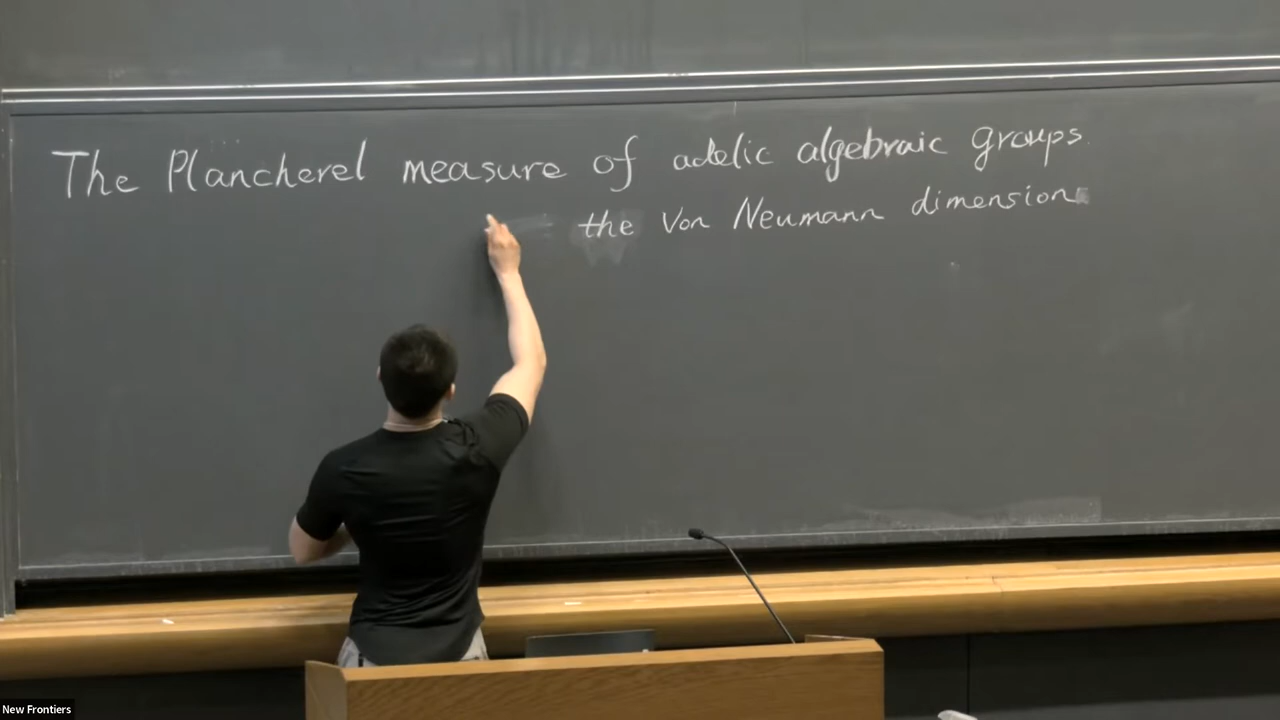 The Plancherel measure of adelic algebraic groups
the Von Neumann dimension
New Frontiers